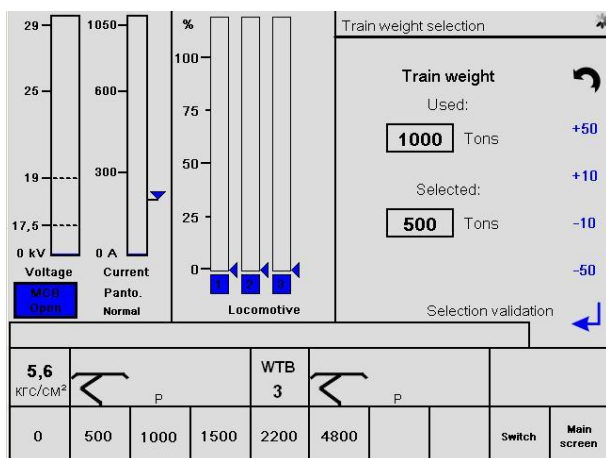 29
25
19
17,5
0 kV
Voltage
MCB
Open
1050
600
300
0 A
Current
Panto.
Normal
%
100
75
50
25
0
1 2 3
Locomotive
Train weight selection
Train weight
Used:
1000 Tons
Selected:
500 Tons
+50
+10
-10
-50
Selection validation
5,6
кгс/см²
P
WTB
3
P
0 500 1000 1500 2200 4800 Switch Main
screen